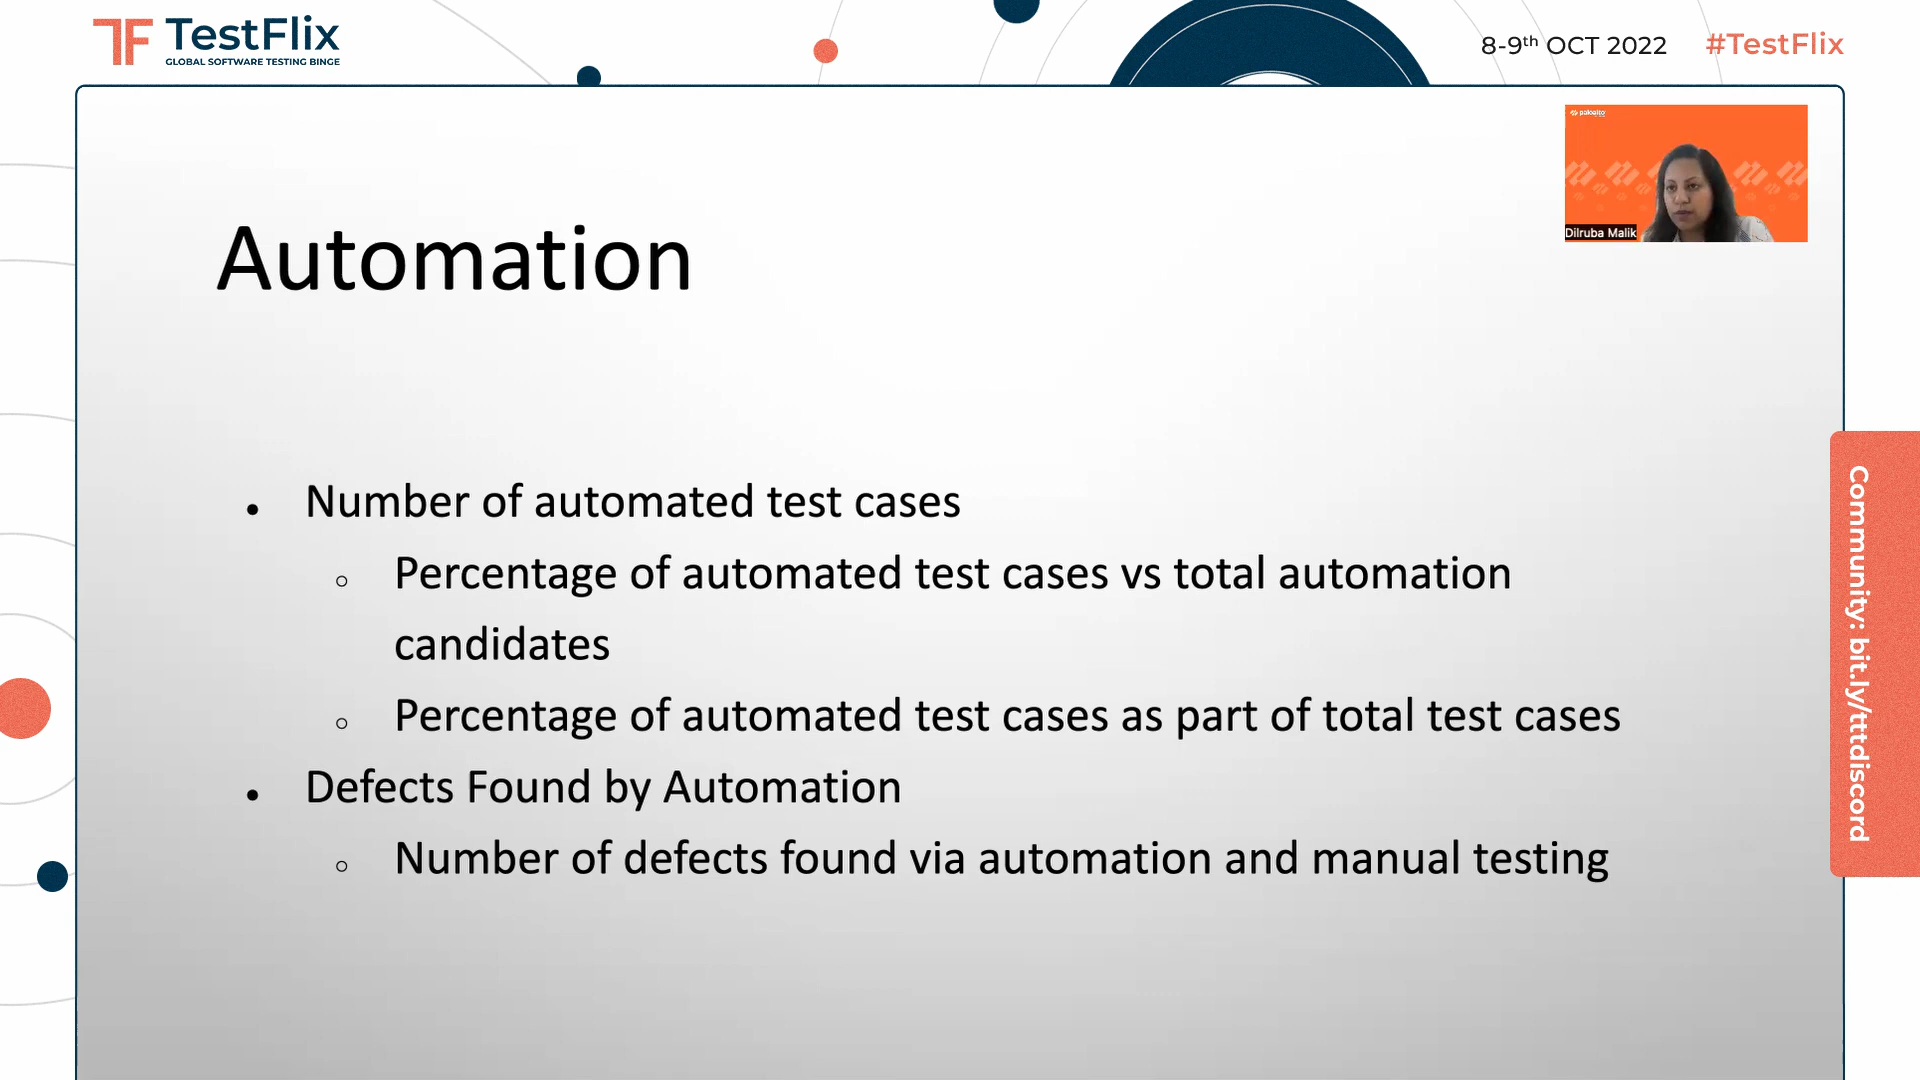 TF TestFlix
GLOBAL SOFTWARE TESTING BINGE
8-9th OCT 2022
#TestFlix
paloalto
Dilruba Malik
Automation
• Number of automated test cases
○ Percentage of automated test cases vs total automation
candidates
○ Percentage of automated test cases as part of total test cases
• Defects Found by Automation
○ Number of defects found via automation and manual testing
Community: bit.ly/tttdiscord